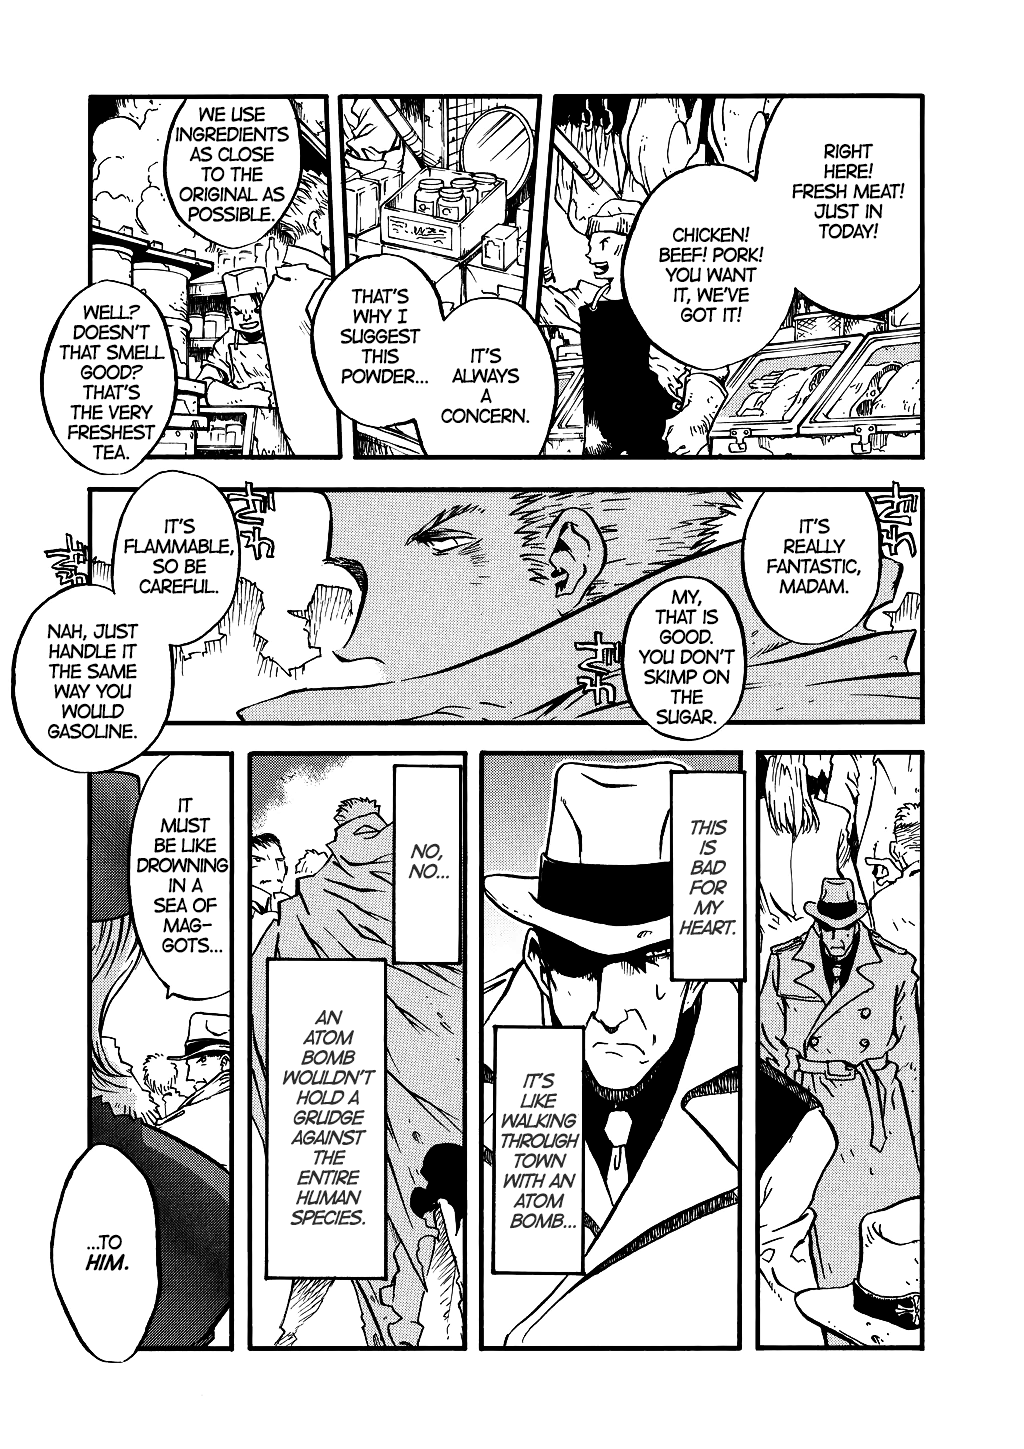 RIGHT
HERE!
FRESH MEAT!
JUST IN
TODAY!
CHICKEN!
BEEF! PORK!
YOU WANT
IT, WE'VE
GOT IT!
IT'S
ALWAYS
A
CONCERN.
THAT'S
WHY I
SUGGEST
THIS
POWDER...
WE USE
INGREDIENTS
AS CLOSE
TO THE
ORIGINAL AS
POSSIBLE.
WELL?
DOESN'T
THAT SMELL
GOOD?
THAT'S
THE VERY
FRESHEST
TEA.
IT'S
REALLY
FANTASTIC,
MADAM.
MY,
THAT IS
GOOD.
YOU DON'T
SKIMP ON
THE
SUGAR.
IT'S
FLAMMABLE,
SO BE
CAREFUL.
NAH, JUST
HANDLE IT
THE SAME
WAY YOU
WOULD
GASOLINE.
THIS
IS
BAD
FOR
MY
HEART.
IT'S
LIKE
WALKING
THROUGH
TOWN
WITH AN
ATOM
BOMB...
NO,
NO...
AN
ATOM
BOMB
WOULDN'T
HOLD A
GRUDGE
AGAINST
THE
ENTIRE
HUMAN
SPECIES.
IT
MUST
BE LIKE
DROWNING
IN A
SEA OF
MAG-
GOTS...
...TO
HIM.